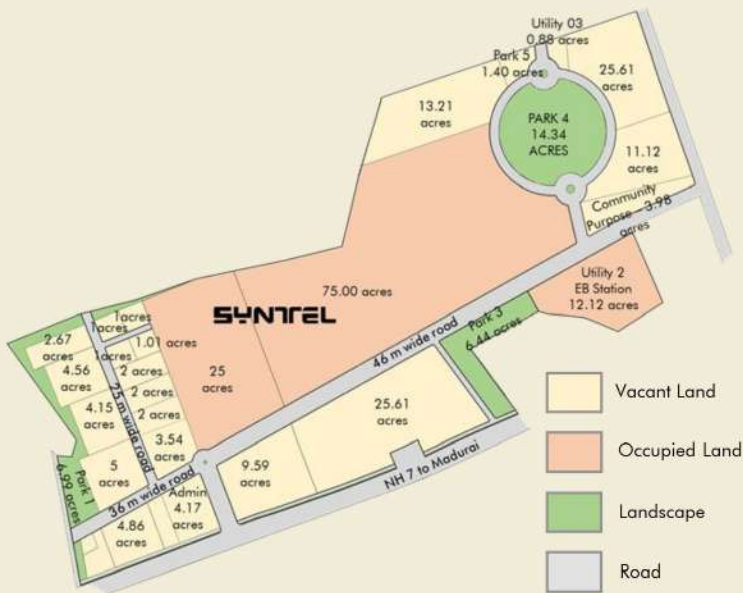 Utility 03
0.88 acres
Park 5
1.40 acres
25.61
acres
13.21
acres
PARK 4
14.34
ACRES
11.12
acres
Community
Purpose - 3.98
acres
Utility 2
EB Station
12.12 acres
75.00 acres
SYNTEL
1acres
1acres
1acres
1.01 acres
2.67
acres
4.56
acres
2 acres
2 acres
2 acres
25 m wide road
4.15
acres
3.54
acres
25
acres
46 m wide road
Park 3
6.44 acres
25.61
acres
5
acres
Park 1
6.99 acres
36 m wide road
9.59
acres
NH 7 to Madurai
Admin
4.17
acres
4.86
acres
Vacant Land
Occupied Land
Landscape
Road